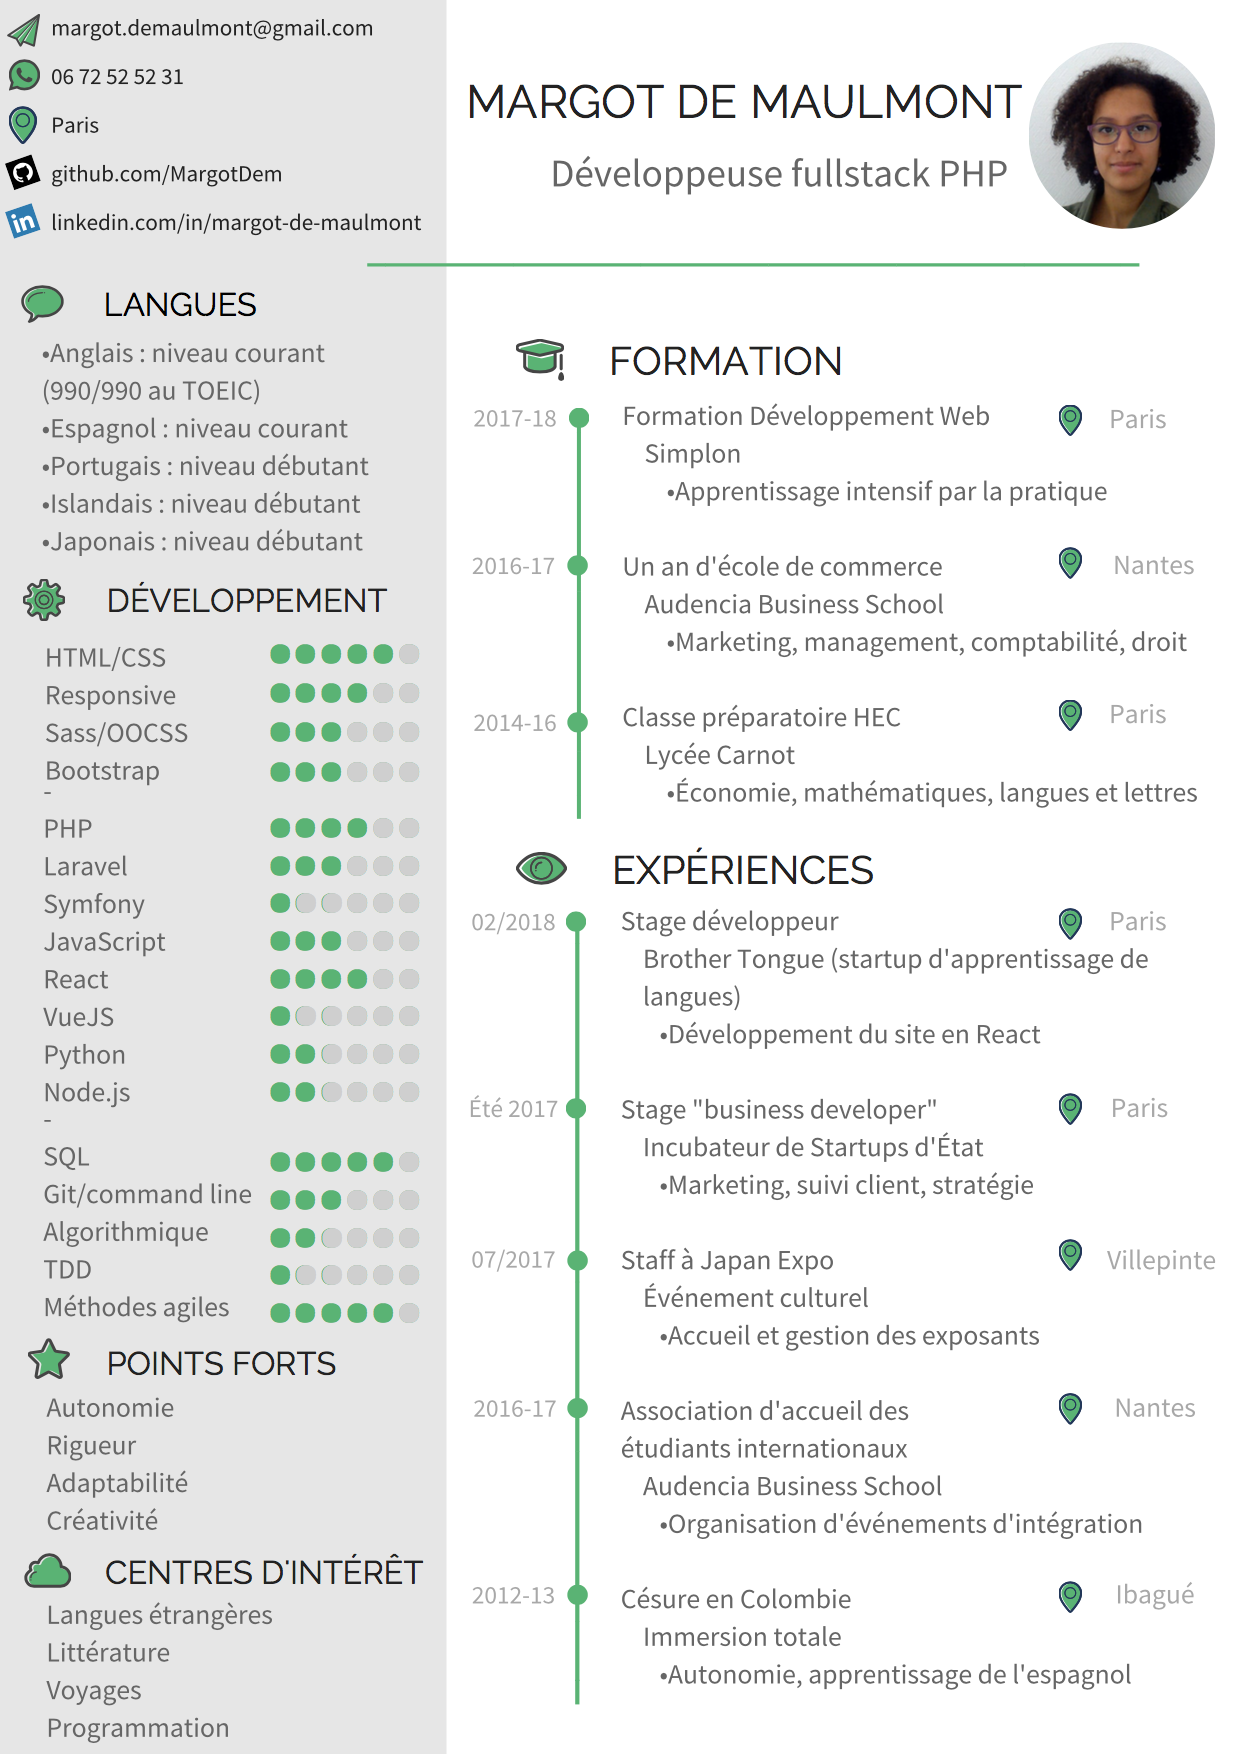 margot.demaulmont@gmail.com
06 72 52 52 31
Paris
github.com/MargotDem
in linkedin.com/in/margot-de-maulmont
MARGOT DE MAULMONT
Développeuse fullstack PHP
LANGUES
•Anglais : niveau courant
(990/990 au TOEIC)
•Espagnol : niveau courant
•Portugais : niveau débutant
•Islandais : niveau débutant
•Japonais : niveau débutant
DÉVELOPPEMENT
HTML/CSS
Responsive
Sass/OOCSS
Bootstrap
-
PHP
Laravel
Symfony
JavaScript
React
VueJS
Python
Node.js
-
SQL
Git/command line
Algorithmique
TDD
Méthodes agiles
POINTS FORTS
Autonomie
Rigueur
Adaptabilité
Créativité
CENTRES D'INTÉRÊT
Langues étrangères
Littérature
Voyages
Programmation
FORMATION
2017-18 Formation Développement Web Paris
Simplon
•Apprentissage intensif par la pratique
2016-17 Un an d'école de commerce Nantes
Audencia Business School
•Marketing, management, comptabilité, droit
2014-16 Classe préparatoire HEC Paris
Lycée Carnot
•Économie, mathématiques, langues et lettres
EXPÉRIENCES
02/2018 Stage développeur Paris
Brother Tongue (startup d'apprentissage de
langues)
•Développement du site en React
Été 2017 Stage "business developer" Paris
Incubateur de Startups d'État
•Marketing, suivi client, stratégie
07/2017 Staff à Japan Expo Villepinte
Événement culturel
•Accueil et gestion des exposants
2016-17 Association d'accueil des Nantes
étudiants internationaux
Audencia Business School
•Organisation d'événements d'intégration
2012-13 Césure en Colombie Ibagué
Immersion totale
•Autonomie, apprentissage de l'espagnol